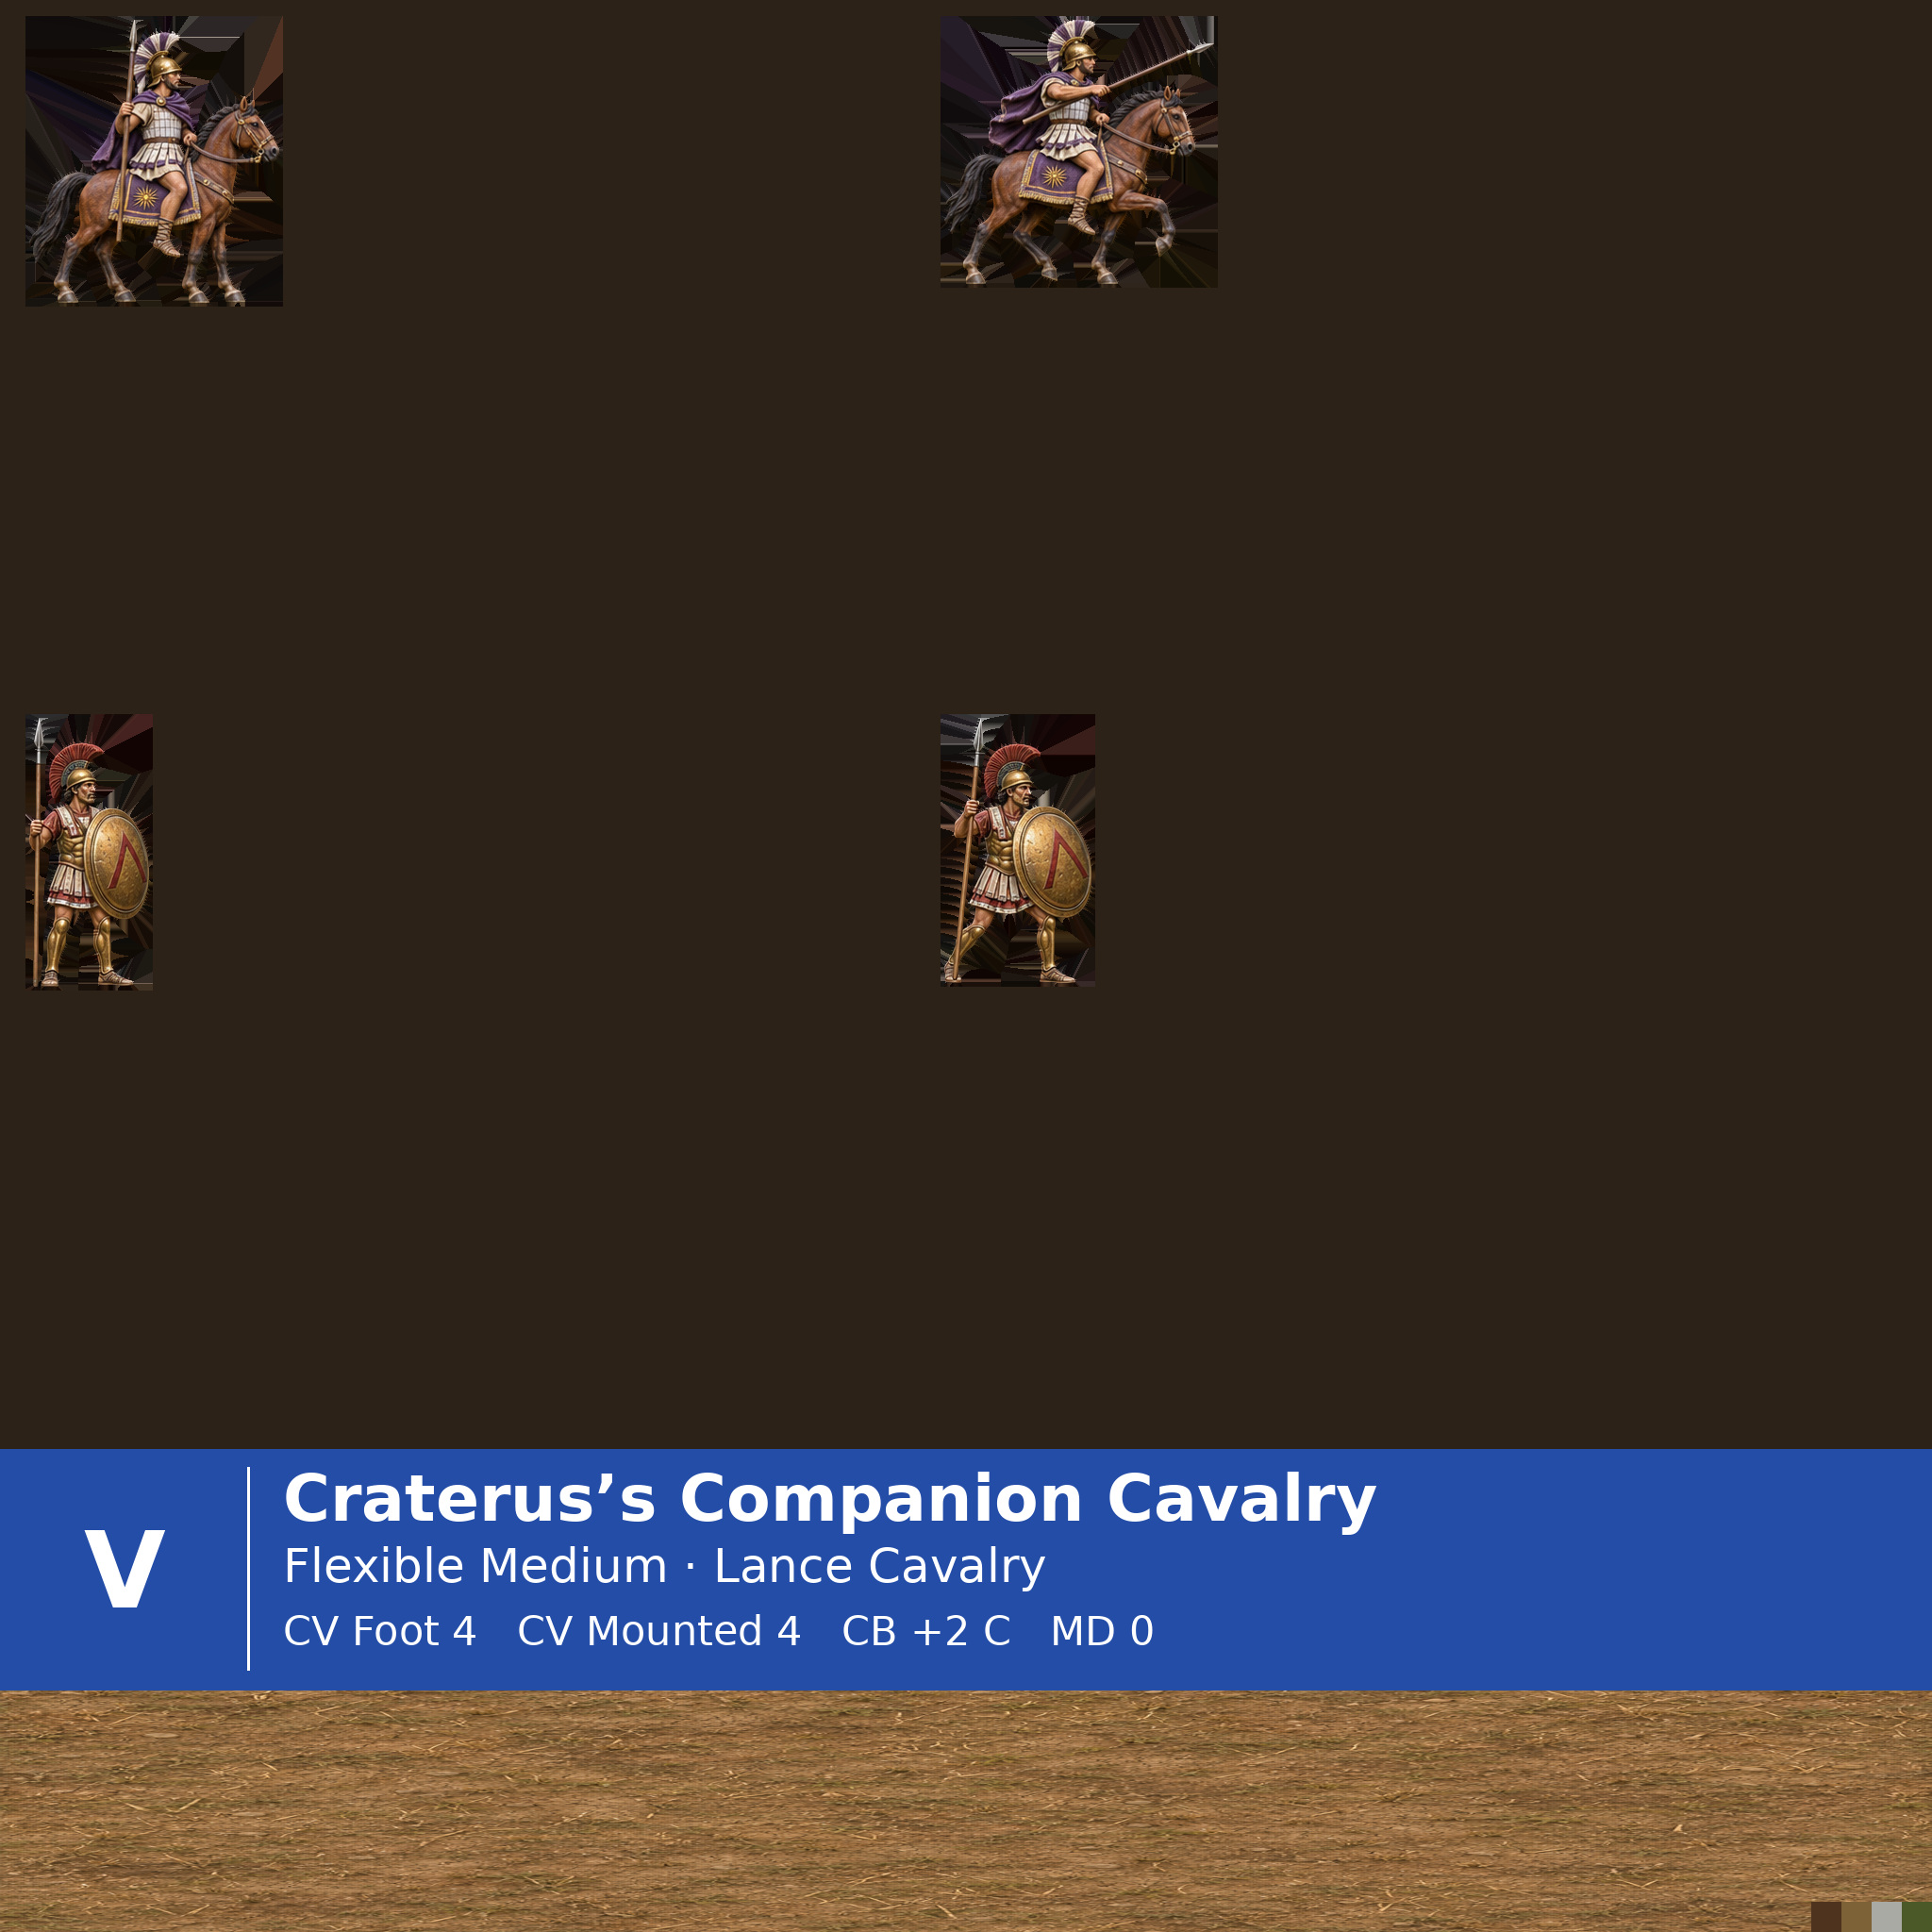 V
Craterus’s Companion Cavalry
Flexible Medium · Lance Cavalry
CV Foot 4 CV Mounted 4 CB +2 C MD 0